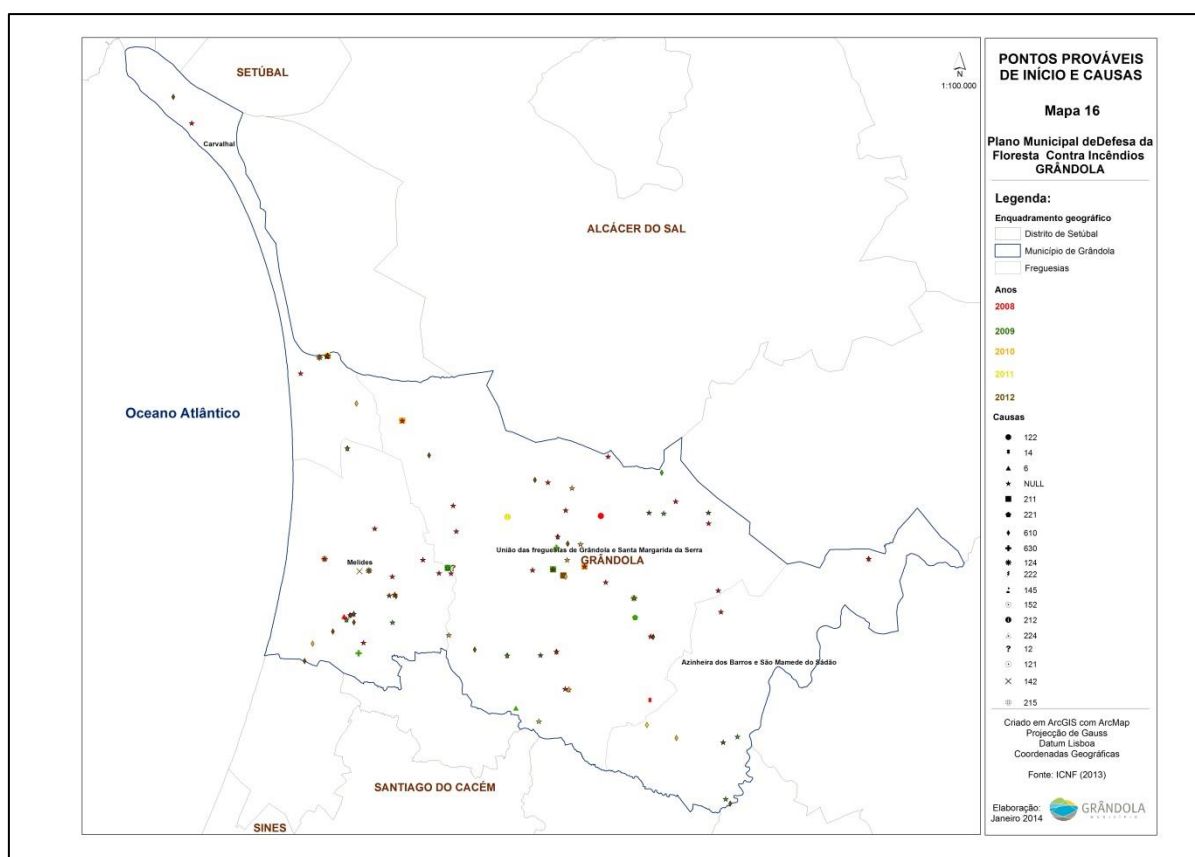 SETÚBAL
Carvalhal
N
1:100.000
ALCÁCER DO SAL
Oceano Atlântico
União das freguesias de Grândola e Santa Margarida da Serra
GRÂNDOLA
Melides
?
Azinheira dos Barros e São Mamede do Sádão
SANTIAGO DO CACÉM
SINES
PONTOS PROVÁVEIS
DE INÍCIO E CAUSAS
Mapa 16
Plano Municipal deDefesa da
Floresta Contra Incêndios
GRÂNDOLA
Legenda:
Enquadramento geográfico
Distrito de Setúbal
Município de Grândola
Freguesias
Anos
2008
2009
2010
2011
2012
Causas
122
14
6
NULL
211
221
610
630
124
222
145
152
212
224
? 12
121
142
215
Criado em ArcGIS com ArcMap
Projecção de Gauss
Datum Lisboa
Coordenadas Geográficas
Fonte: ICNF (2013)
Elaboração:
Janeiro 2014
GRÂNDOLA
MUNICÍPIO